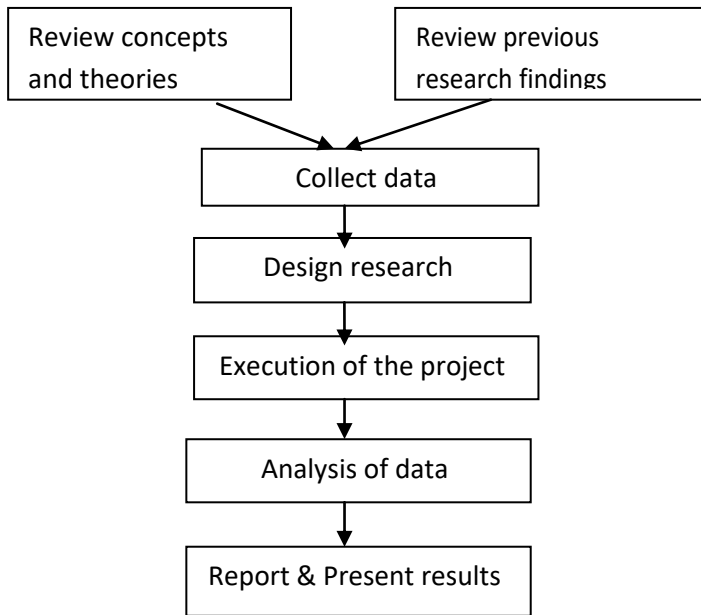 Review concepts
and theories
Review previous
research findings
Collect data
Design research
Execution of the project
Analysis of data
Report & Present results